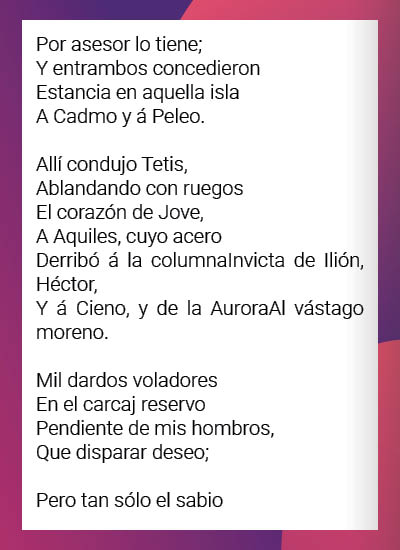 Por asesor lo tiene;
Y entrambos concedieron
Estancia en aquella isla
A Cadmo y á Peleo.

Allí condujo Tetis,
Ablandando con ruegos
El corazón de Jove,
A Aquiles, cuyo acero
Derribó á la columnaInvicta de Ilión,
Héctor,
Y á Cieno, y de la AuroraAl vástago
moreno.

Mil dardos voladores
En el carcaj reservo
Pendiente de mis hombros,
Que disparar deseo;

Pero tan sólo el sabio